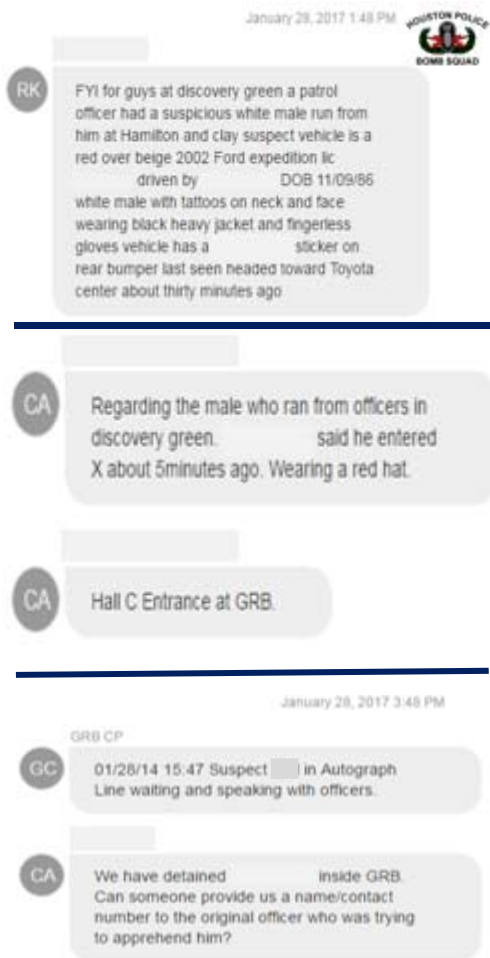 January 28, 2017 1:48 PM
HOUSTON POLICE
BOMB SQUAD
RK
FYI for guys at discovery green a patrol
officer had a suspicious white male run from
him at Hamilton and clay suspect vehicle is a
red over beige 2002 Ford expedition lic
driven by DOB 11/09/86
white male with tattoos on neck and face
wearing black heavy jacket and fingerless
gloves vehicle has a sticker on
rear bumper last seen headed toward Toyota
center about thirty minutes ago
CA
Regarding the male who ran from officers in
discovery green. said he entered
X about 5minutes ago. Wearing a red hat.
CA
Hall C Entrance at GRB.
January 28, 2017 3:48 PM
GRB CP
GC
01/28/14 15:47 Suspect in Autograph
Line waiting and speaking with officers.
CA
We have detained inside GRB.
Can someone provide us a name/contact
number to the original officer who was trying
to apprehend him?